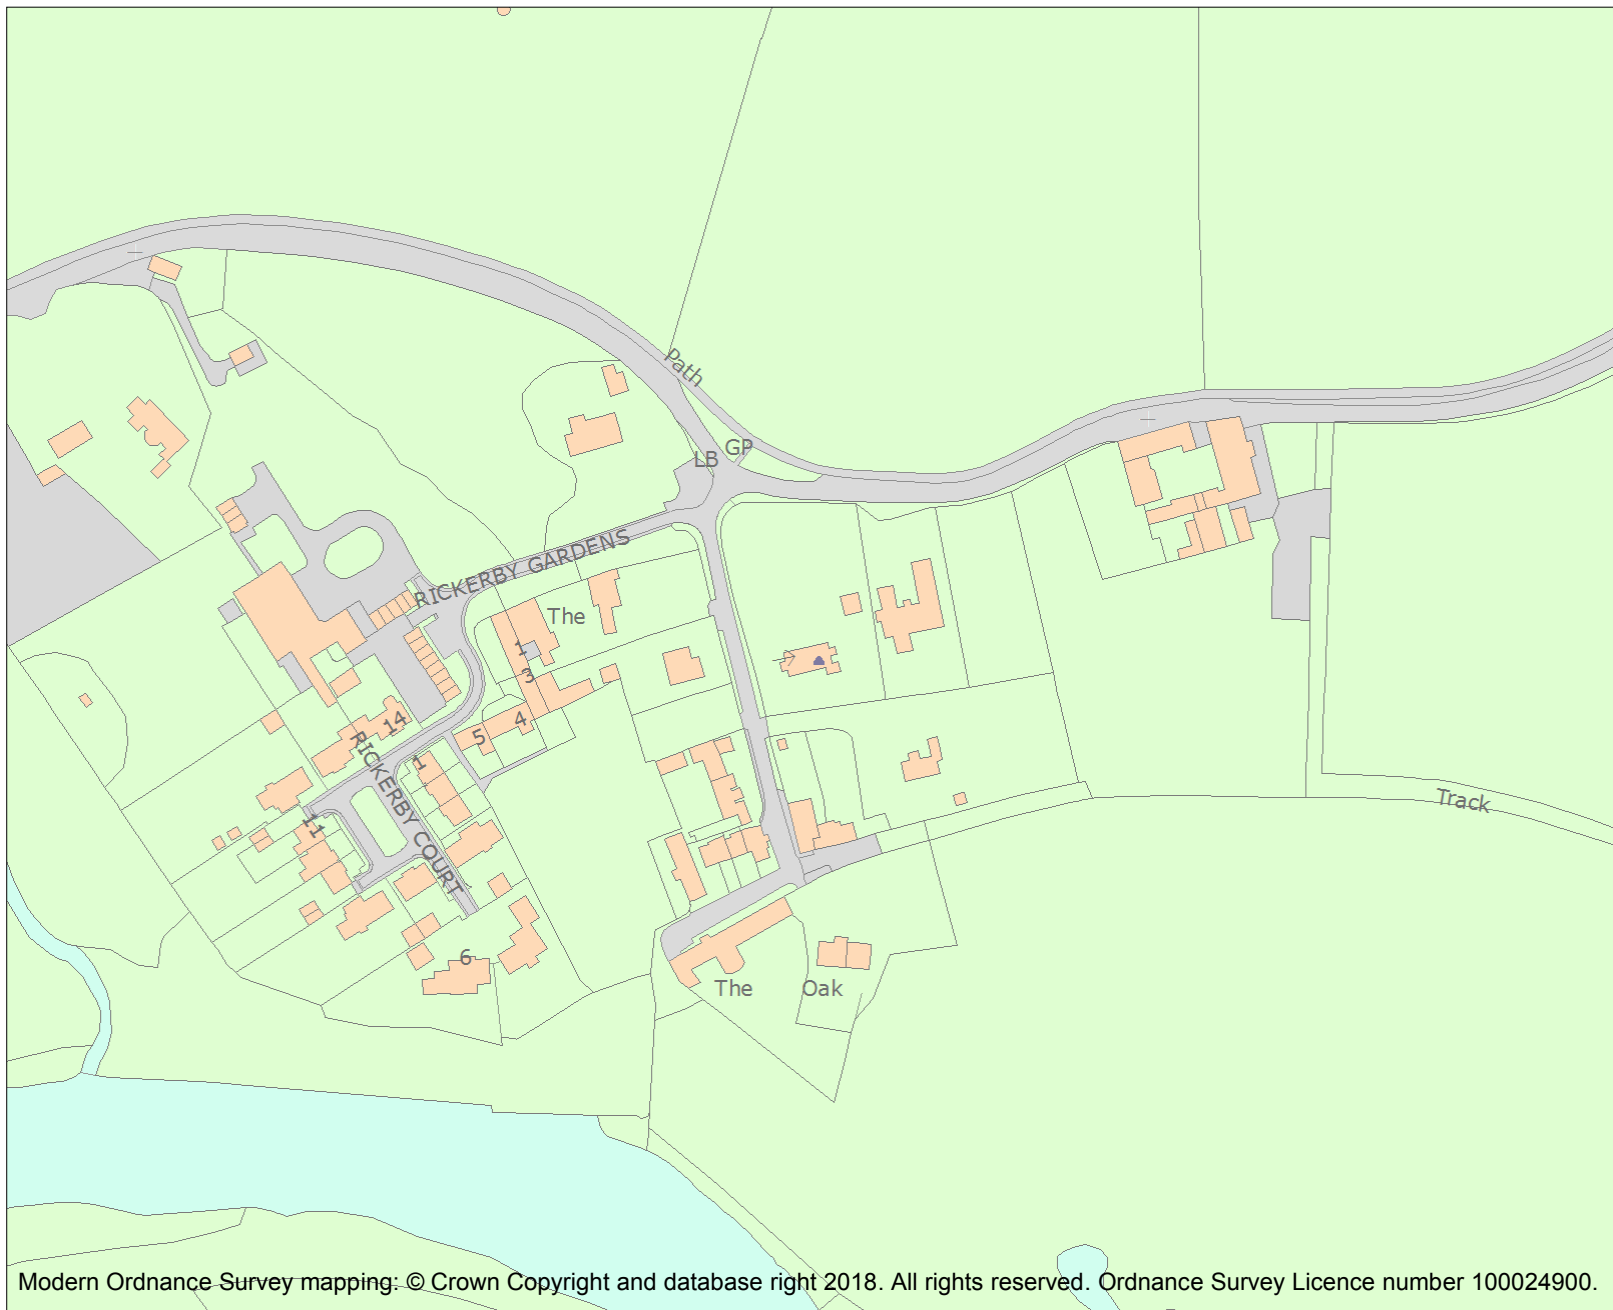 Path
GP
LB
RICKERBY GARDENS
The
1
3
4
14
5
RICKERBY COURT
1
Track
11
6
The Oak
Modern Ordnance Survey mapping: © Crown Copyright and database right 2018. All rights reserved. Ordnance Survey Licence number 100024900.